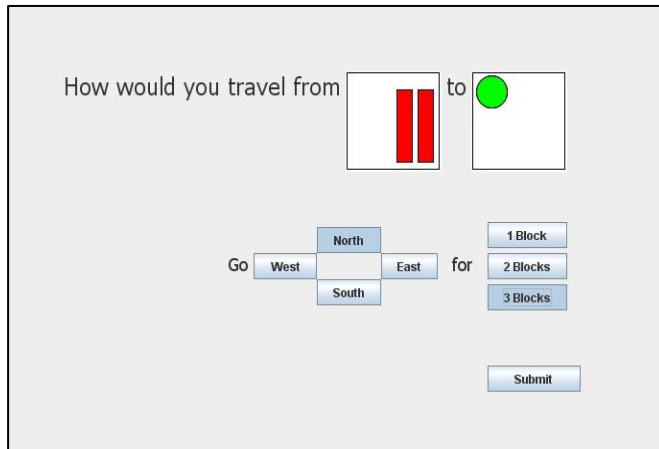 How would you travel from to
North
1 Block
Go West East for 2 Blocks
South
3 Blocks
Submit